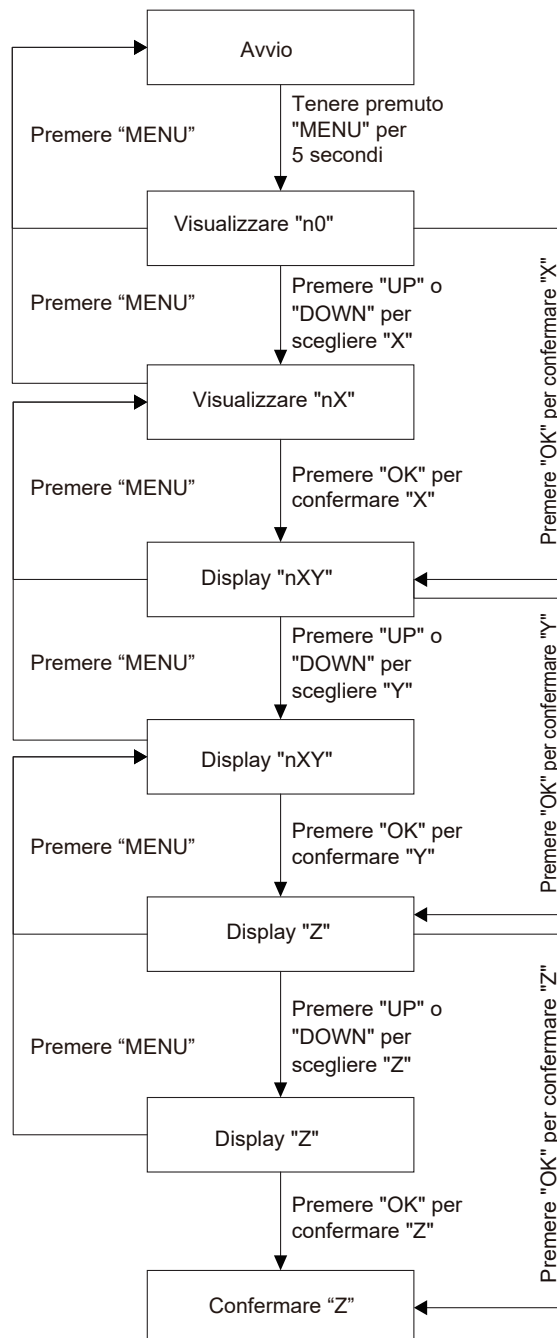 Avvio
Tenere premuto
"MENU" per
5 secondi
Premere “MENU”
Visualizzare "n0"
Premere "UP" o
"DOWN" per
scegliere "X"
Premere “MENU”
Premere "OK" per confermare "X"
Visualizzare "nX"
Premere "OK" per
confermare "X"
Premere “MENU”
Display "nXY"
Premere "UP" o
"DOWN" per
scegliere "Y"
Premere “MENU”
Premere "OK" per confermare "Y"
Display "nXY"
Premere "OK" per
confermare "Y"
Premere “MENU”
Display "Z"
Premere "UP" o
"DOWN" per
scegliere "Z"
Premere “MENU”
Premere "OK" per confermare "Z"
Display "Z"
Premere "OK" per
confermare "Z"
Confermare “Z”